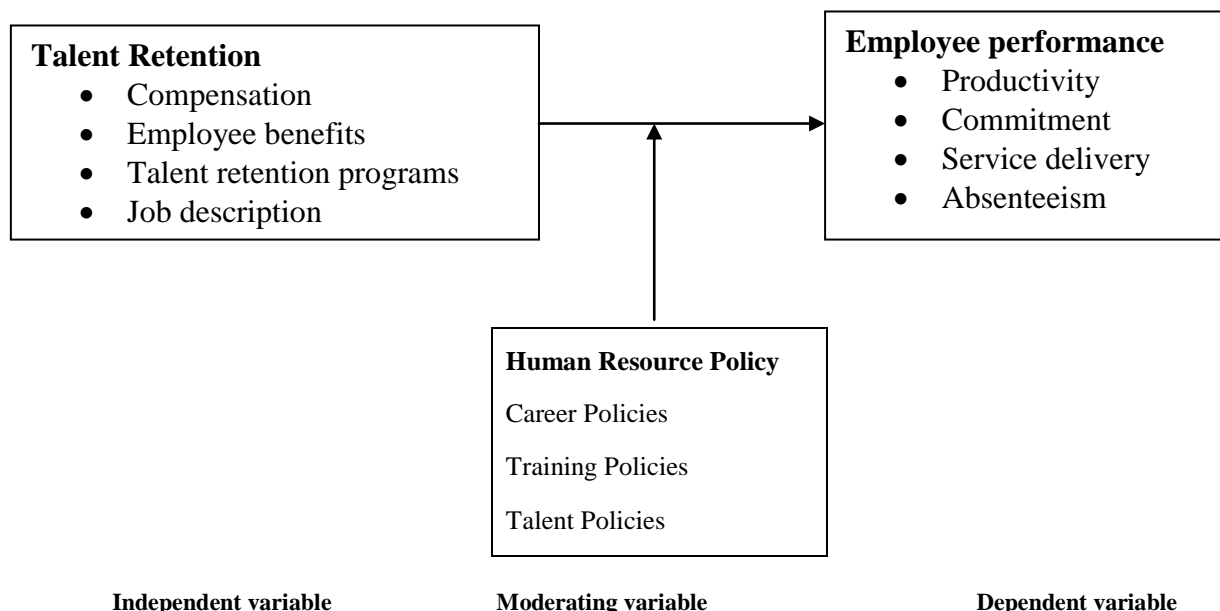 Talent Retention
• Compensation
• Employee benefits
• Talent retention programs
• Job description
Employee performance
• Productivity
• Commitment
• Service delivery
• Absenteeism
Human Resource Policy
Career Policies
Training Policies
Talent Policies
Independent variable Moderating variable Dependent variable